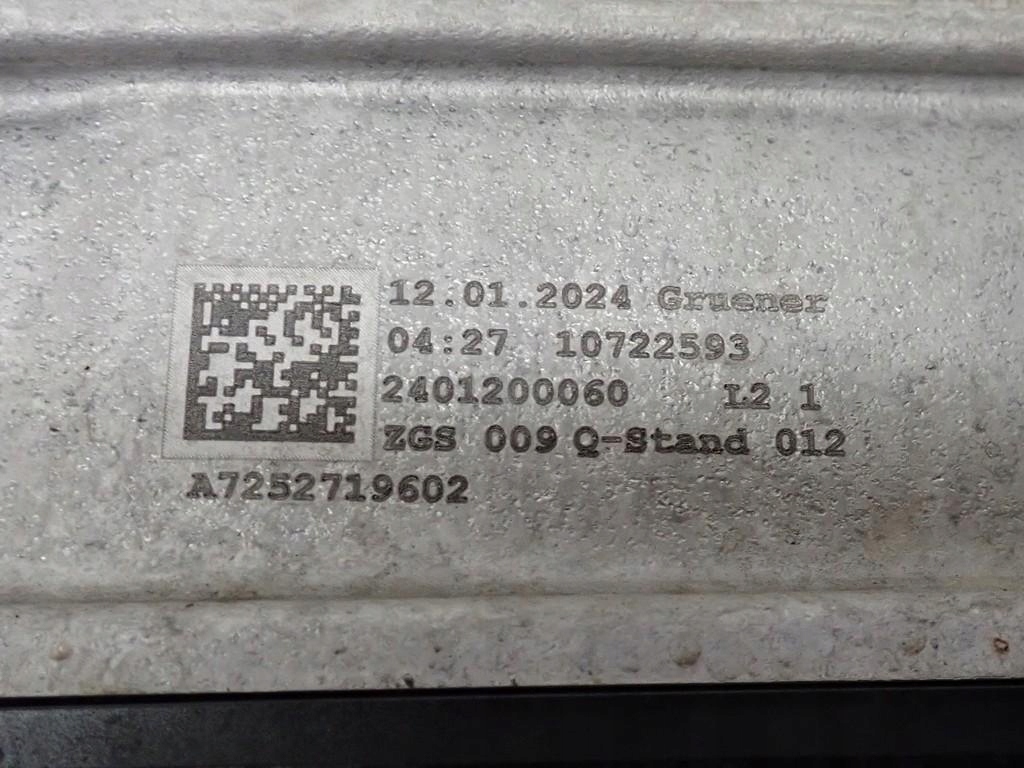 12.01.2024 Gruener
04:27 10722593
2401200060 L2 1
ZGS 009 Q-Stand 012
A7252719602